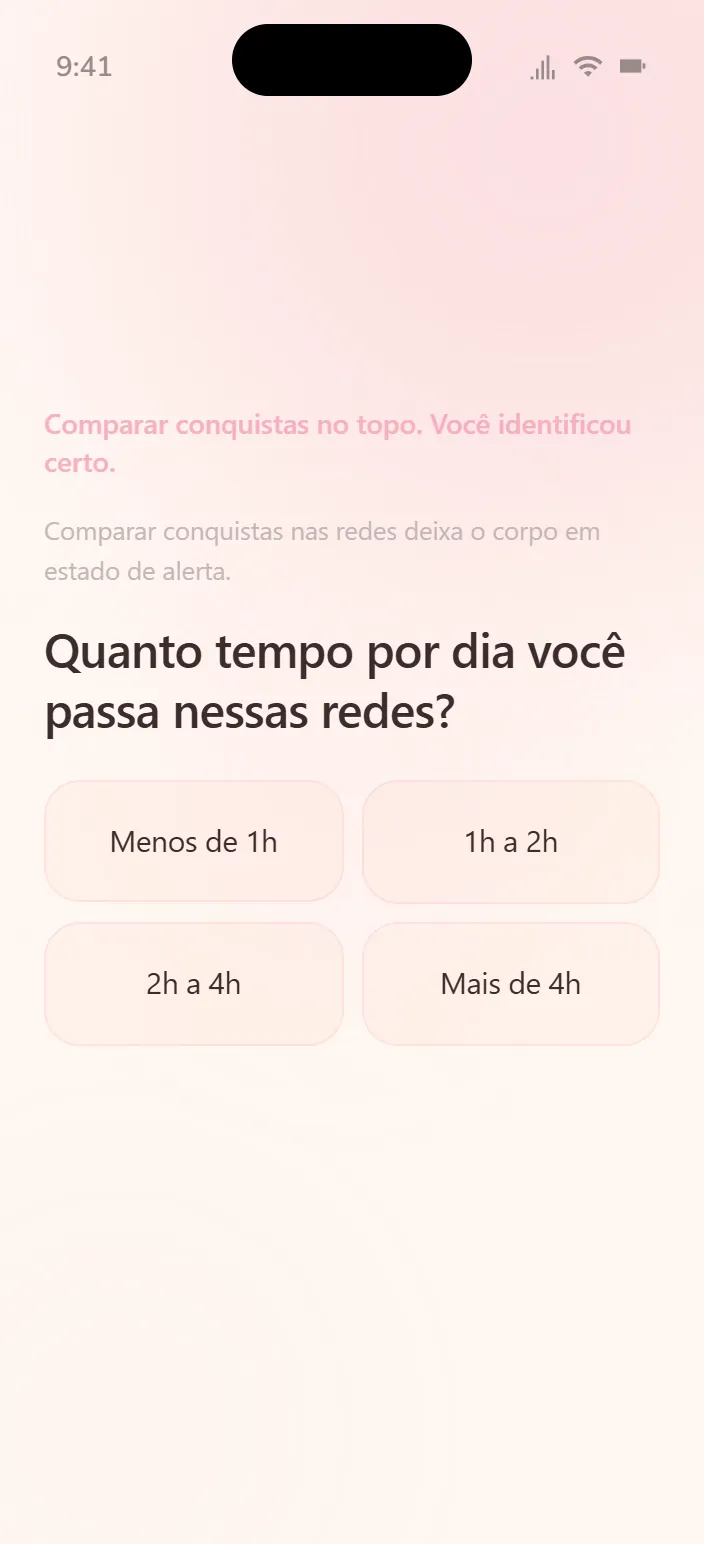 9:41
Comparar conquistas no topo. Você identificou
certo.
Comparar conquistas nas redes deixa o corpo em
estado de alerta.
Quanto tempo por dia você
passa nessas redes?
Menos de 1h
1h a 2h
2h a 4h
Mais de 4h